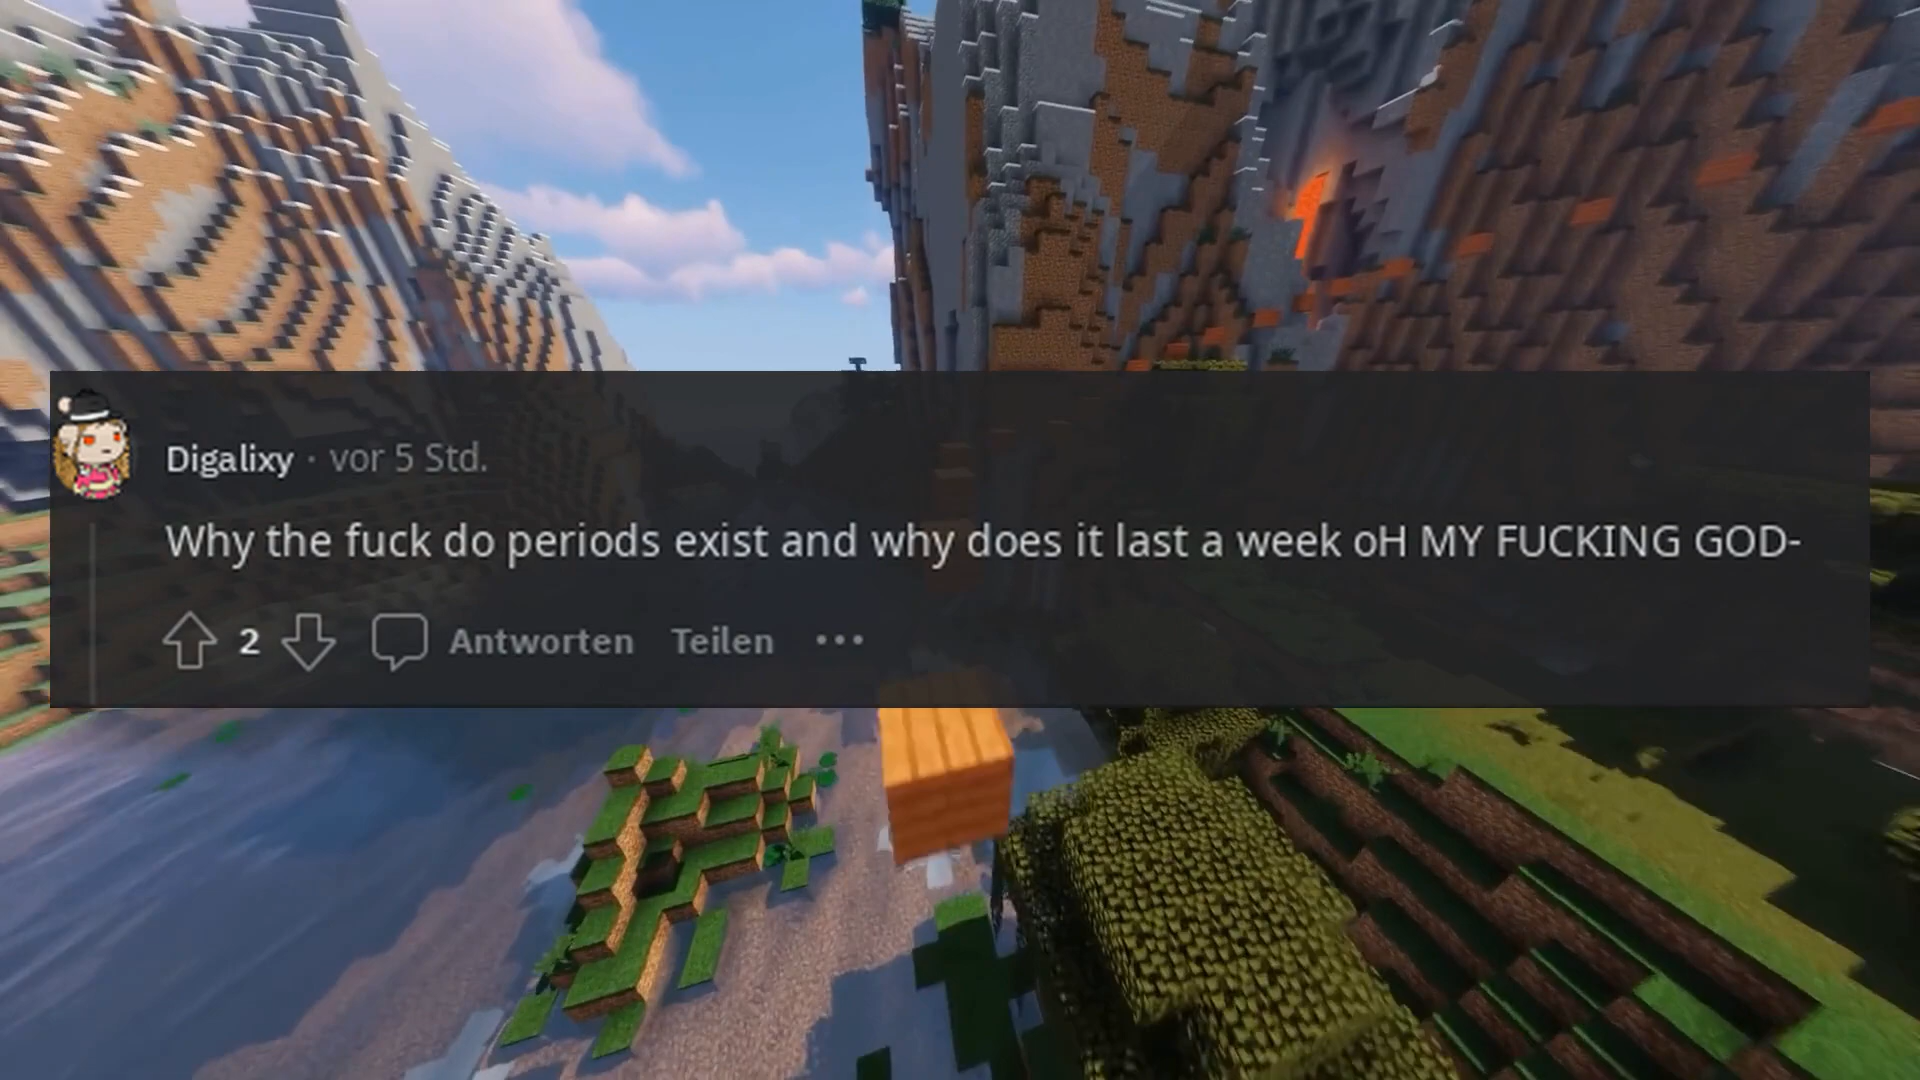 Digalixy · vor 5 Std.
Why the fuck do periods exist and why does it last a week oH MY FUCKING GOD-
2 Antworten Teilen •••